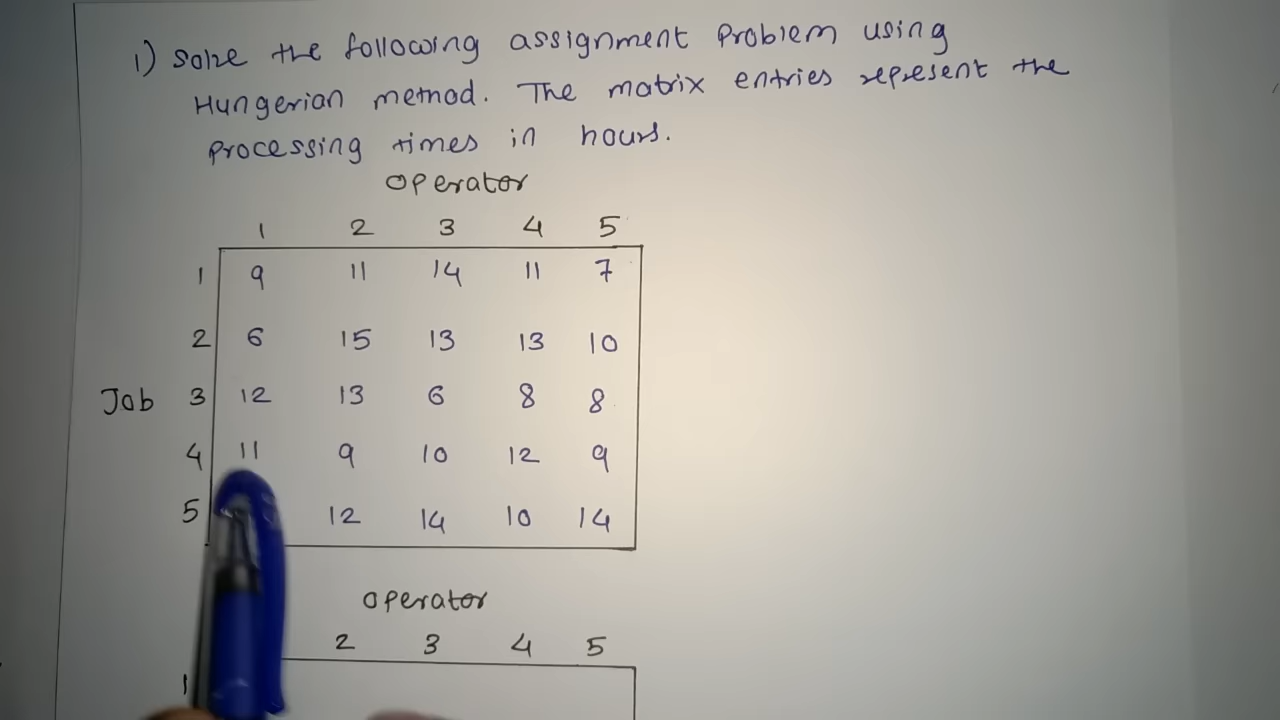 1) Solve the following assignment problem using
Hungerian method. The matrix entries represent the
processing times in hours.
Operator
1 2 3 4 5
1 9 11 14 11 7
2 6 15 13 13 10
Job 3 12 13 6 8 8
4 11 9 10 12 9
5 12 14 10 14
Operator
2 3 4 5
1